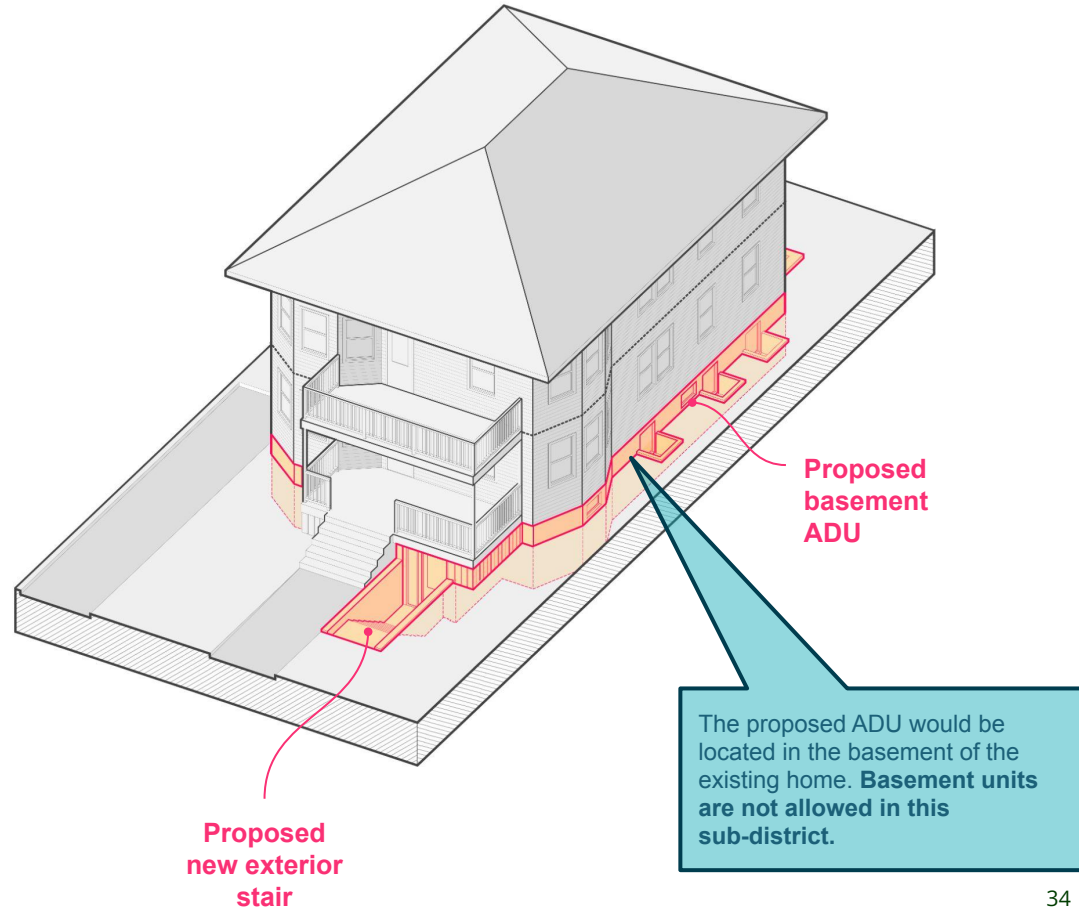 Proposed
basement
ADU
The proposed ADU would be
located in the basement of the
existing home. Basement units
are not allowed in this
sub-district.
Proposed
new exterior
stair
34